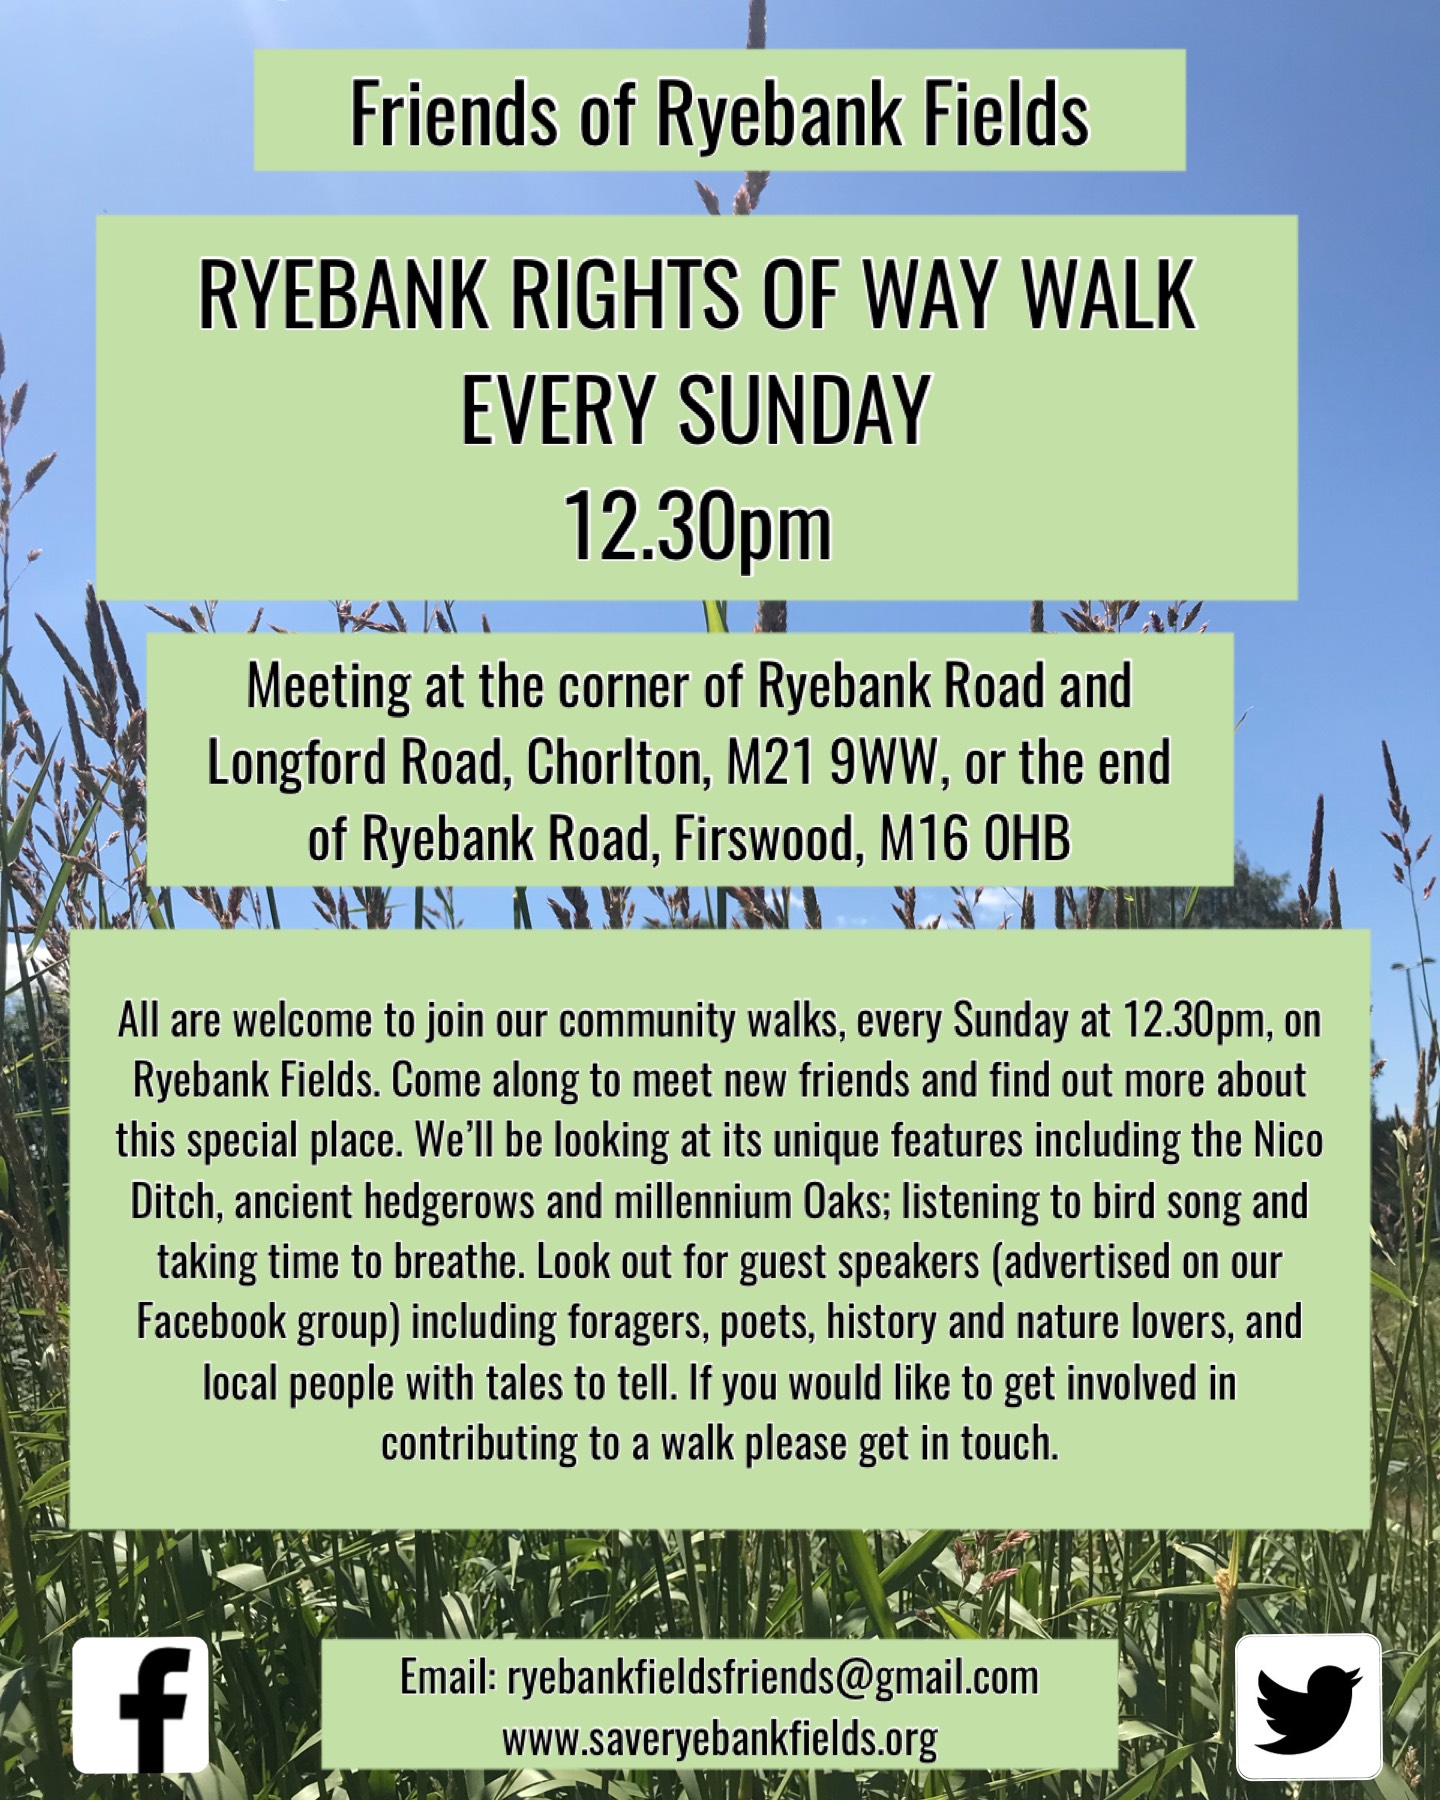 Friends of Ryebank Fields
RYEBANK RIGHTS OF WAY WALK
EVERY SUNDAY
12.30pm
Meeting at the corner of Ryebank Road and
Longford Road, Chorlton, M21 9WW, or the end
of Ryebank Road, Firswood, M16 0HB
All are welcome to join our community walks, every Sunday at 12.30pm, on
Ryebank Fields. Come along to meet new friends and find out more about
this special place. We’ll be looking at its unique features including the Nico
Ditch, ancient hedgerows and millennium Oaks; listening to bird song and
taking time to breathe. Look out for guest speakers (advertised on our
Facebook group) including foragers, poets, history and nature lovers, and
local people with tales to tell. If you would like to get involved in
contributing to a walk please get in touch.
Email: ryebankfieldsfriends@gmail.com
www.saveryebankfields.org